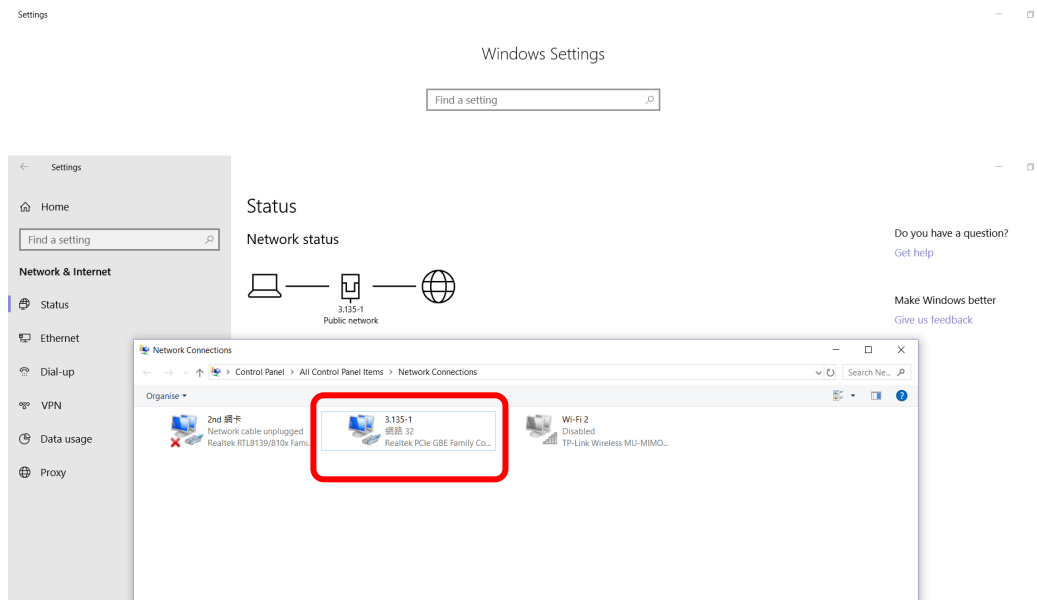 Settings
Windows Settings
Find a setting
Settings
Home
Find a setting
Network & Internet
Status
Ethernet
Dial-up
VPN
Data usage
Proxy
Status
Network status
3.135-1
Public network
Do you have a question?
Get help
Make Windows better
Give us feedback
Network Connections
Control Panel > All Control Panel Items > Network Connections
Search Ne...
Organise
2nd 網卡
Network cable unplugged
Realtek RTL8139/810x Fami...
3.135-1
網路 32
Realtek PCIe GBE Family Co...
Wi-Fi 2
Disabled
TP-Link Wireless MU-MIMO...